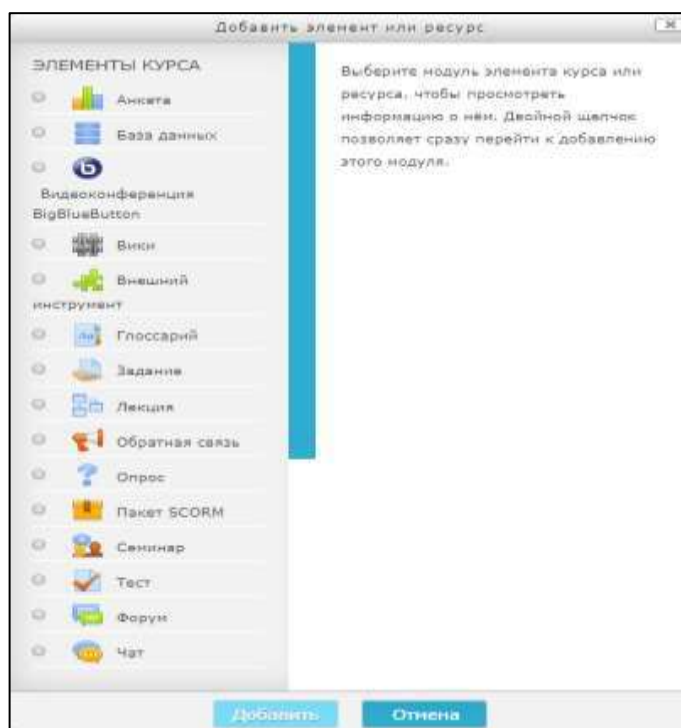 Добавить элемент или ресурс
ЭЛЕМЕНТЫ КУРСА
Анкета
База данных
Видеоконференция
BigBlueButton
Вики
Внешний
инструмент
Глоссарий
Задание
Лекция
Обратная связь
Опрос
Пакет SCORM
Семинар
Тест
Форум
Чат
Выберите модуль элемента курса или
ресурса, чтобы просмотреть
информацию о нём. Двойной щелчок
позволяет сразу перейти к добавлению
этого модуля.
Добавить
Отмена